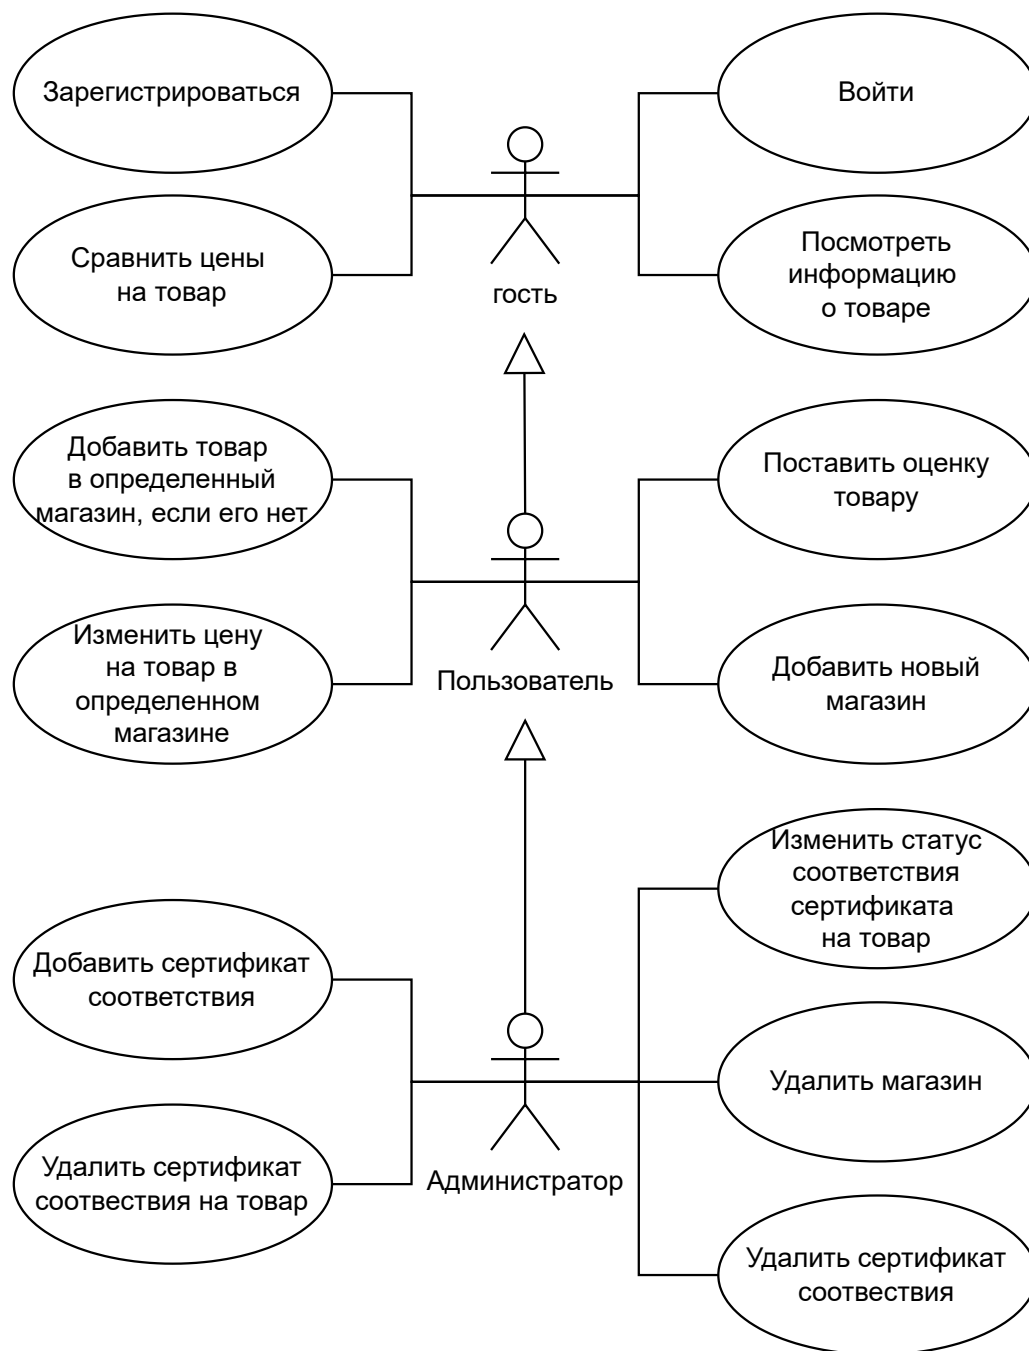 Зарегистрироваться
Войти
Сравнить цены
на товар
гость
Посмотреть
информацию
о товаре
Добавить товар
в определенный
магазин, если его нет
Поставить оценку
товару
Изменить цену
на товар в
определенном
магазине
Пользователь
Добавить новый
магазин
Изменить статус
соответствия
сертификата
на товар
Добавить сертификат
соответствия
Удалить магазин
Удалить сертификат
соотвествия на товар
Администратор
Удалить сертификат
соотвествия